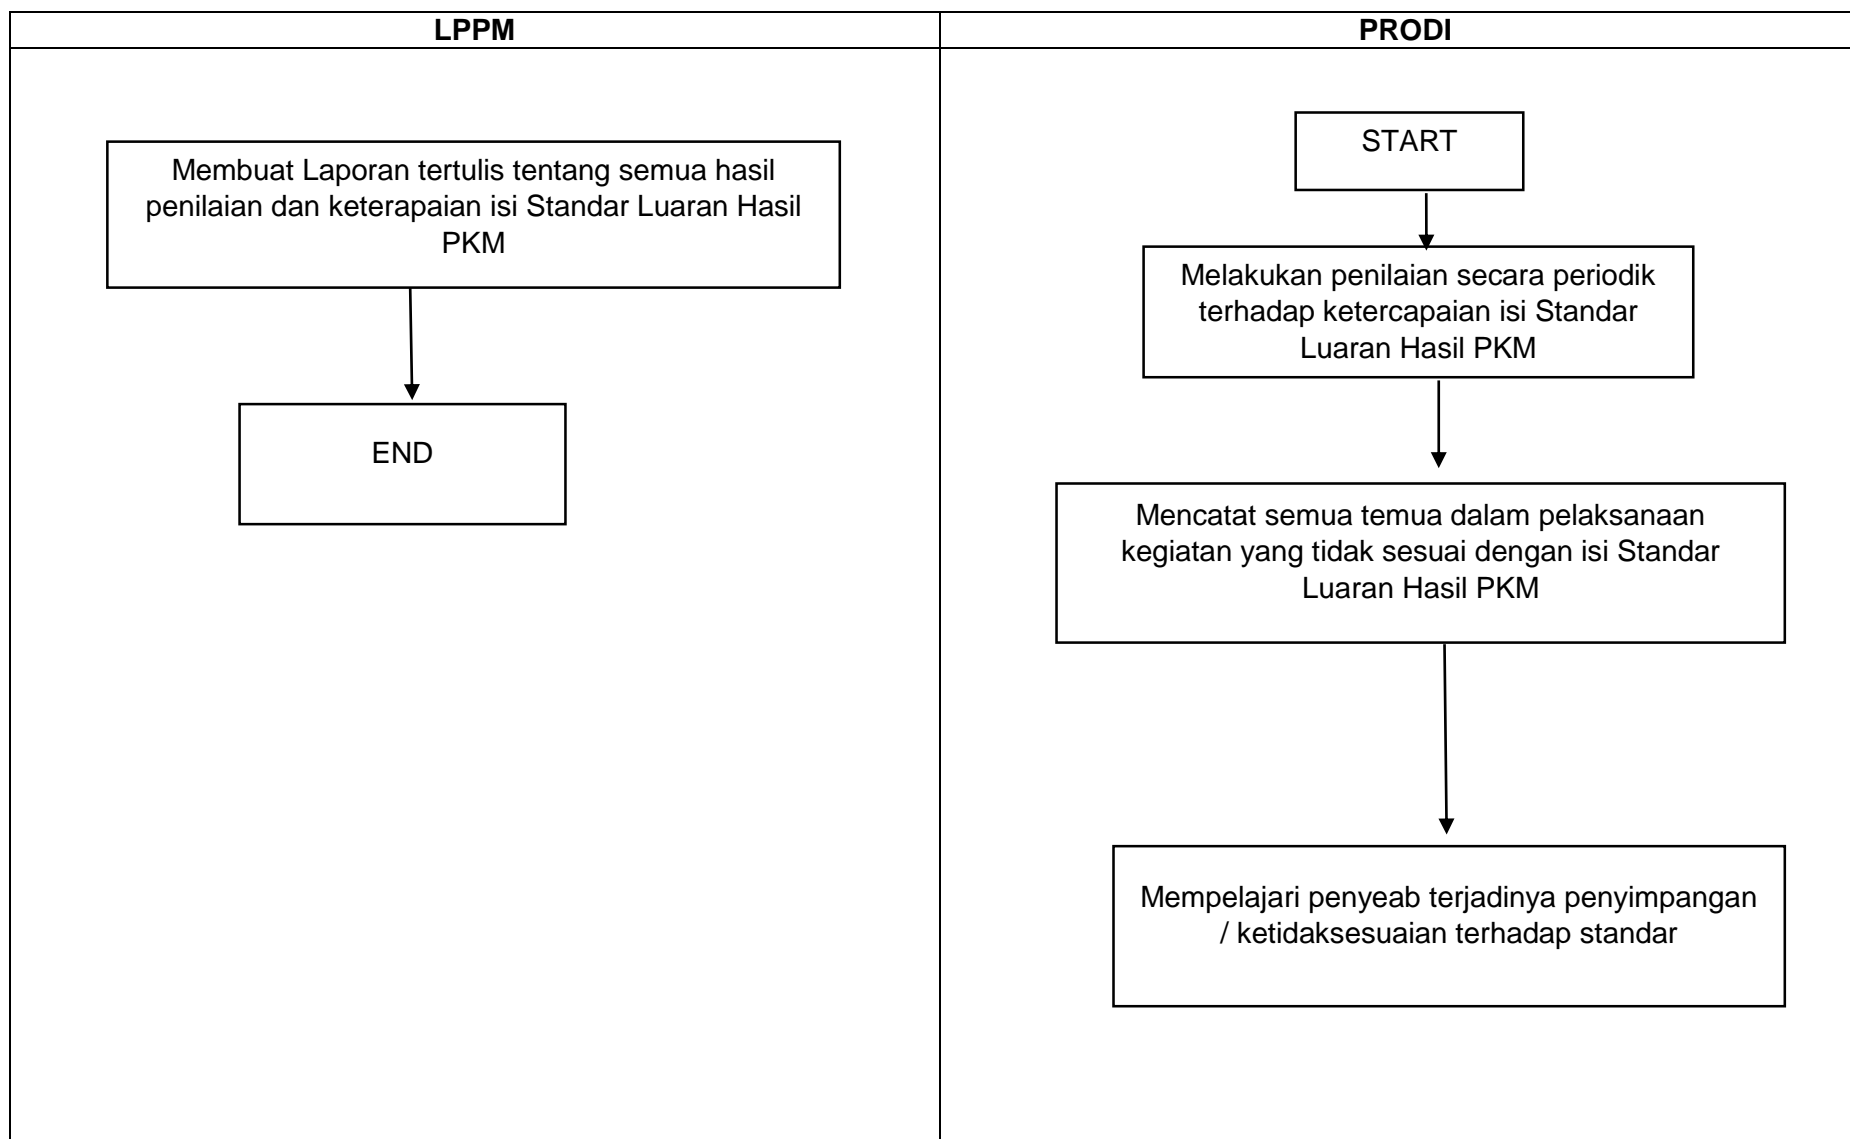 LPPM
PRODI
Membuat Laporan tertulis tentang semua hasil
penilaian dan keterapaian isi Standar Luaran Hasil
PKM
END
START
Melakukan penilaian secara periodik
terhadap ketercapaian isi Standar
Luaran Hasil PKM
Mencatat semua temua dalam pelaksanaan
kegiatan yang tidak sesuai dengan isi Standar
Luaran Hasil PKM
Mempelajari penyeab terjadinya penyimpangan
/ ketidaksesuaian terhadap standar